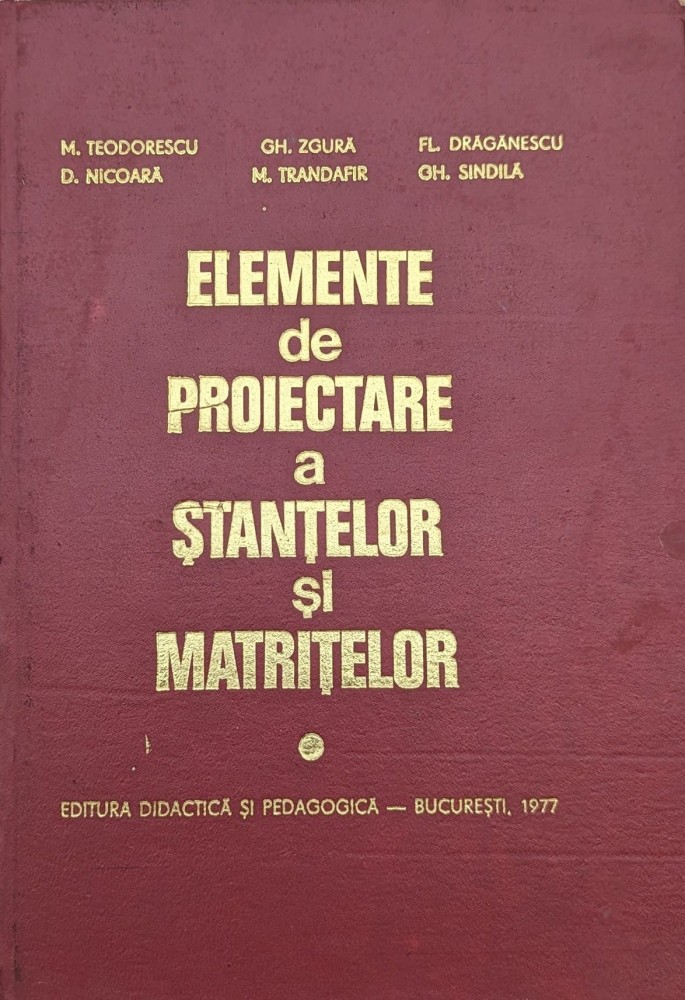 M. TEODORESCU GH. ZGURĂ FL. DRĂGĂNESCU
D. NICOARĂ M. TRANDAFIR GH. SINDILĂ
ELEMENTE
de
PROIECTARE
a
ŞTANŢELOR
şi
MATRIŢELOR
EDITURA DIDACTICĂ ŞI PEDAGOGICĂ — BUCUREŞTI, 1977